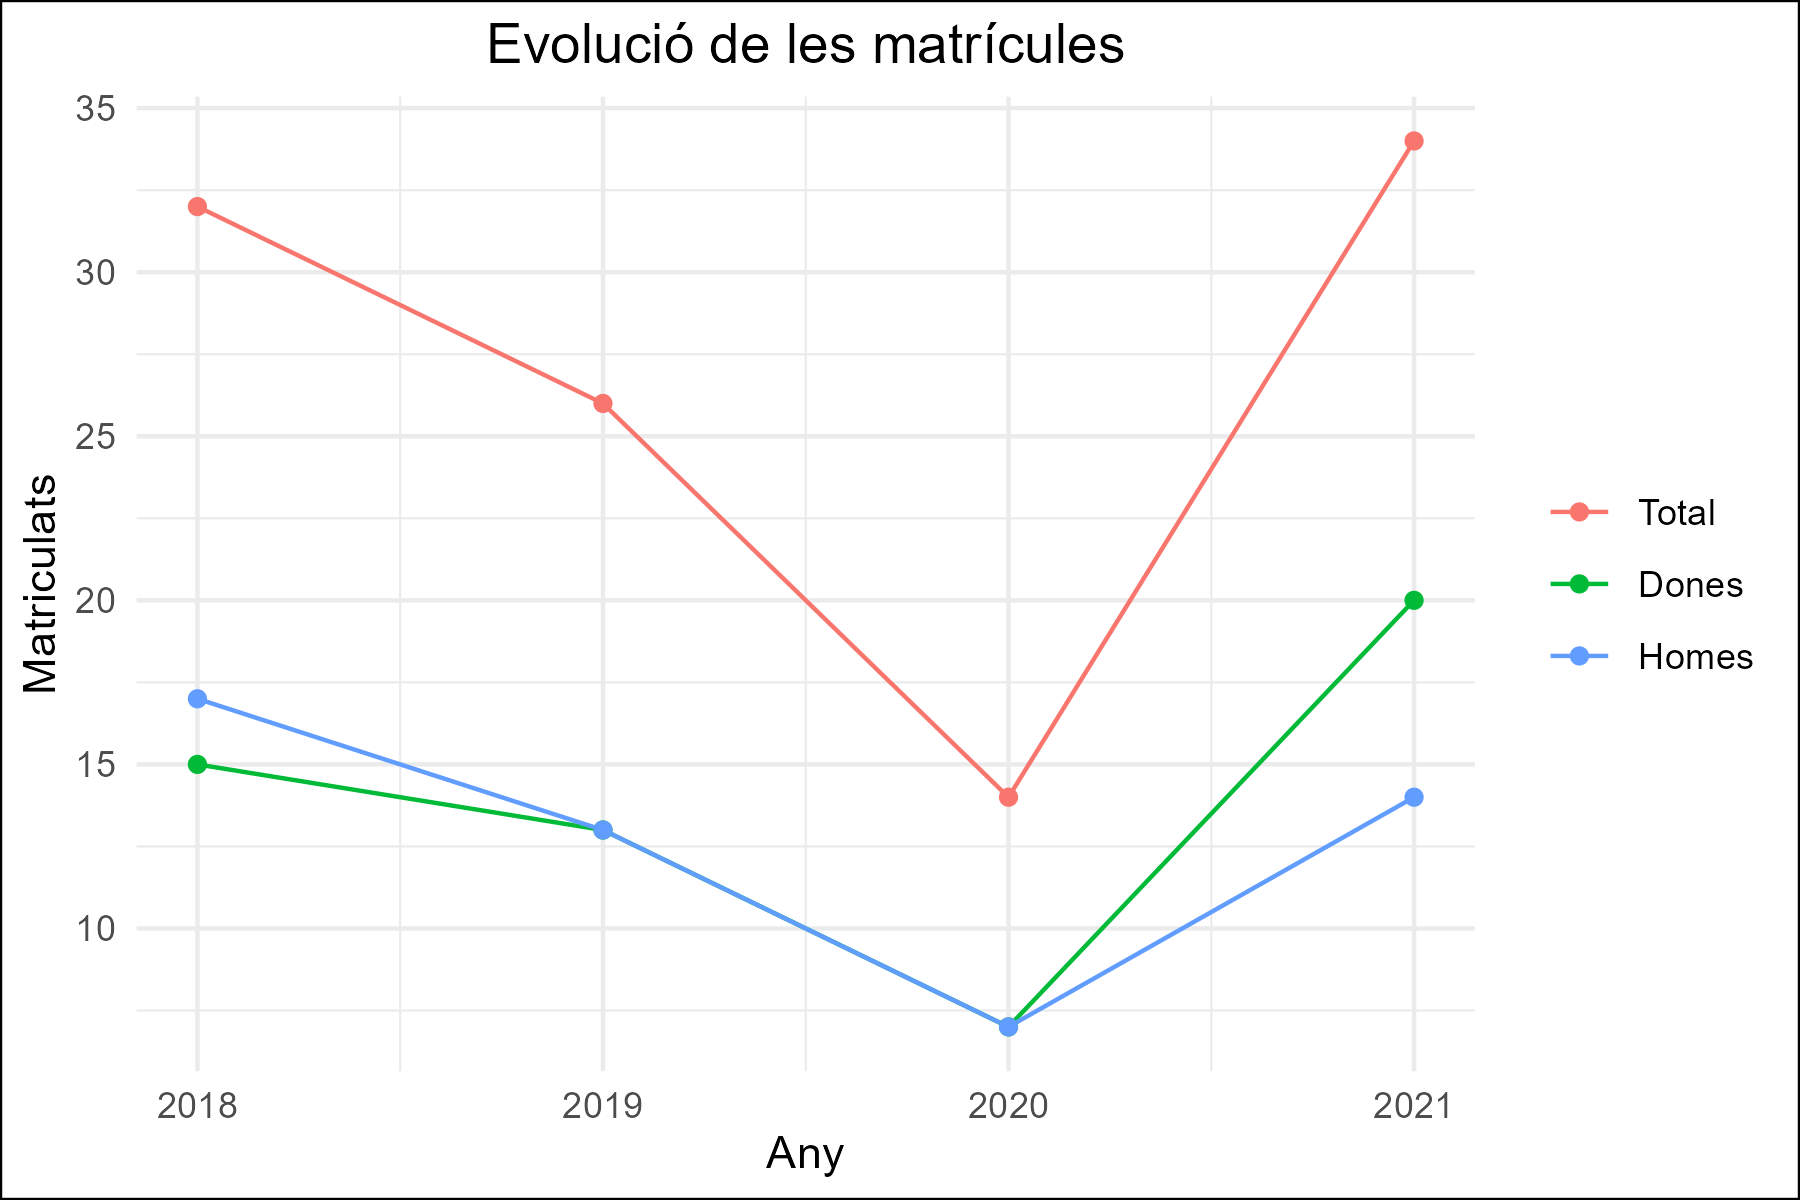 Evolució de les matrícules
35
30
25
20
15
10
Matriculats
2018
2019
2020
2021
Any
Total
Dones
Homes